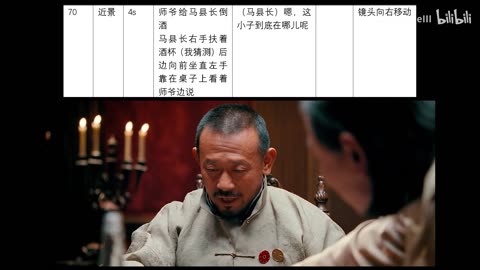 elll bilibili
70 近景 4s 师爷给马县长倒 （马县长）嗯，这 镜头向右移动
酒 小子到底在哪儿呢
马县长右手扶着
酒杯（我猜测）后
边向前坐直左手
靠在桌子上看着
师爷边说